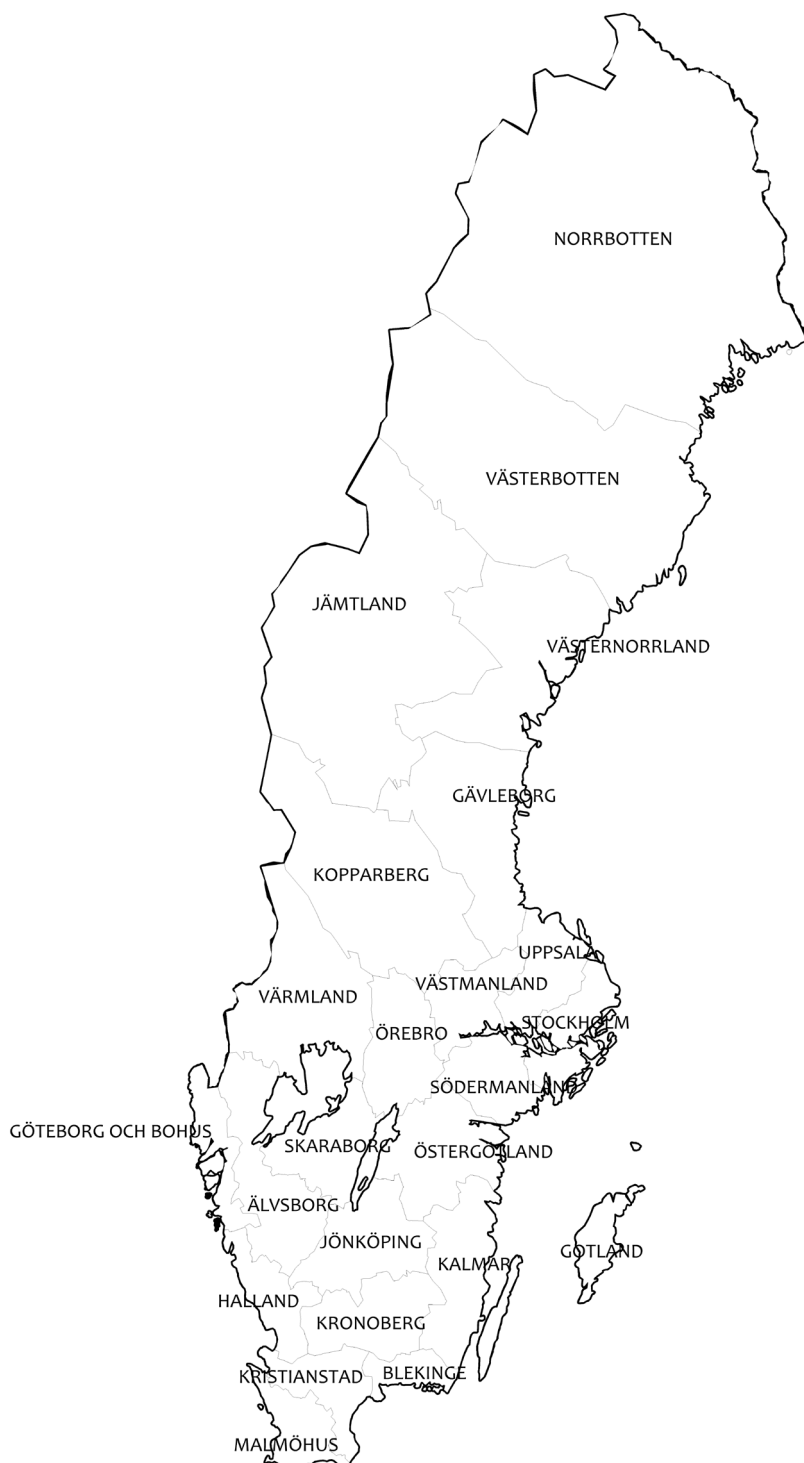 NORRBOTTEN
VÄSTERBOTTEN
JÄMTLAND
VÄSTERNORRLAND
GÄVLEBORG
KOPPARBERG
UPPSALA
VÄSTMANLAND
VÄRMLAND
STOCKHOLM
ÖREBRO
SÖDERMANLAND
GÖTEBORG OCH BOHUS
SKARABORG
ÖSTERGOTLAND
ÄLVSBORG
JÖNKÖPING
GOTLAND
KALMAR
HALLAND
KRONOBERG
BLEKINGE
KRISTIANSTAD
MALMÖHUS